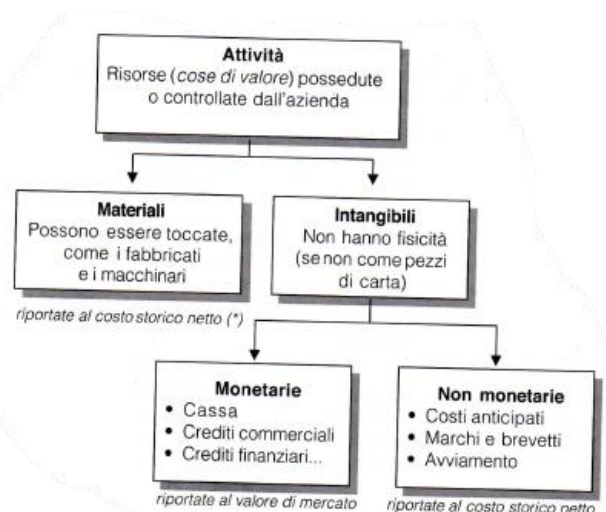 Attività
Risorse (cose di valore) possedute
o controllate dall'azienda
Materiali
Possono essere toccate,
come i fabbricati
e i macchinari
riportate al costo storico netto (*)
Intangibili
Non hanno fisicità
(se non come pezzi
di carta)
Monetarie
• Cassa
• Crediti commerciali
• Crediti finanziari...
riportate al valore di mercato
Non monetarie
• Costi anticipati
• Marchi e brevetti
• Avviamento
riportate al costo storico netto